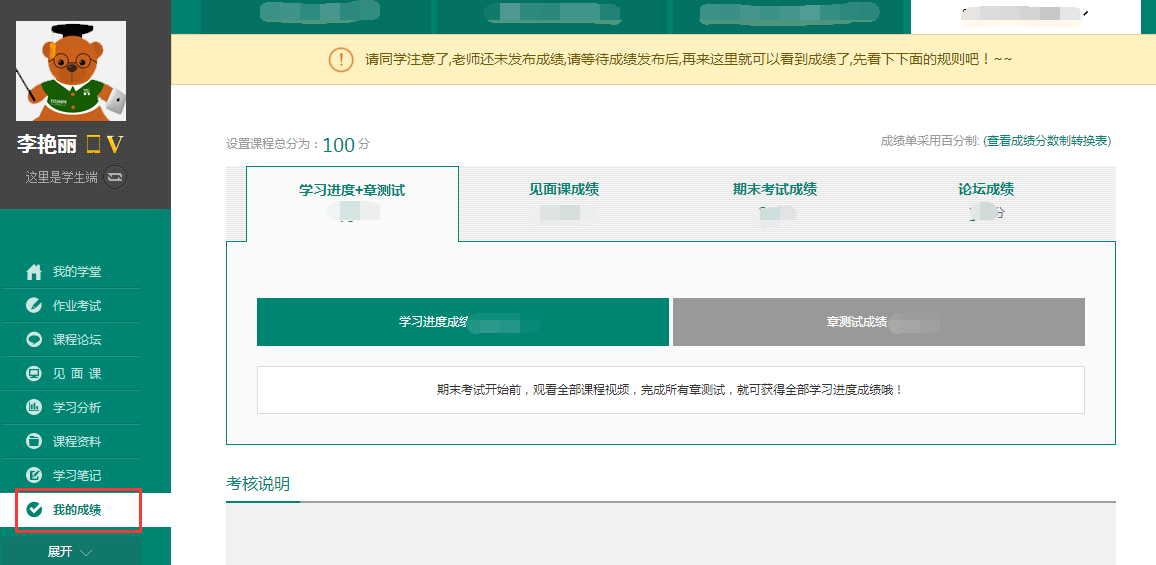 请同学注意了,老师还未发布成绩,请等待成绩发布后,再来这里就可以看到成绩了,先看下下面的规则吧！~~
李艳丽 V
这里是学生端
我的学堂
作业考试
课程论坛
见 面 课
学习分析
课程资料
学习笔记
我的成绩
展开
设置课程总分为：100 分
成绩单采用百分制: (查看成绩分数制转换表)
学习进度+章测试
见面课成绩
期末考试成绩
论坛成绩
分
学习进度成绩
章测试成绩
期末考试开始前，观看全部课程视频，完成所有章测试，就可获得全部学习进度成绩哦！
考核说明